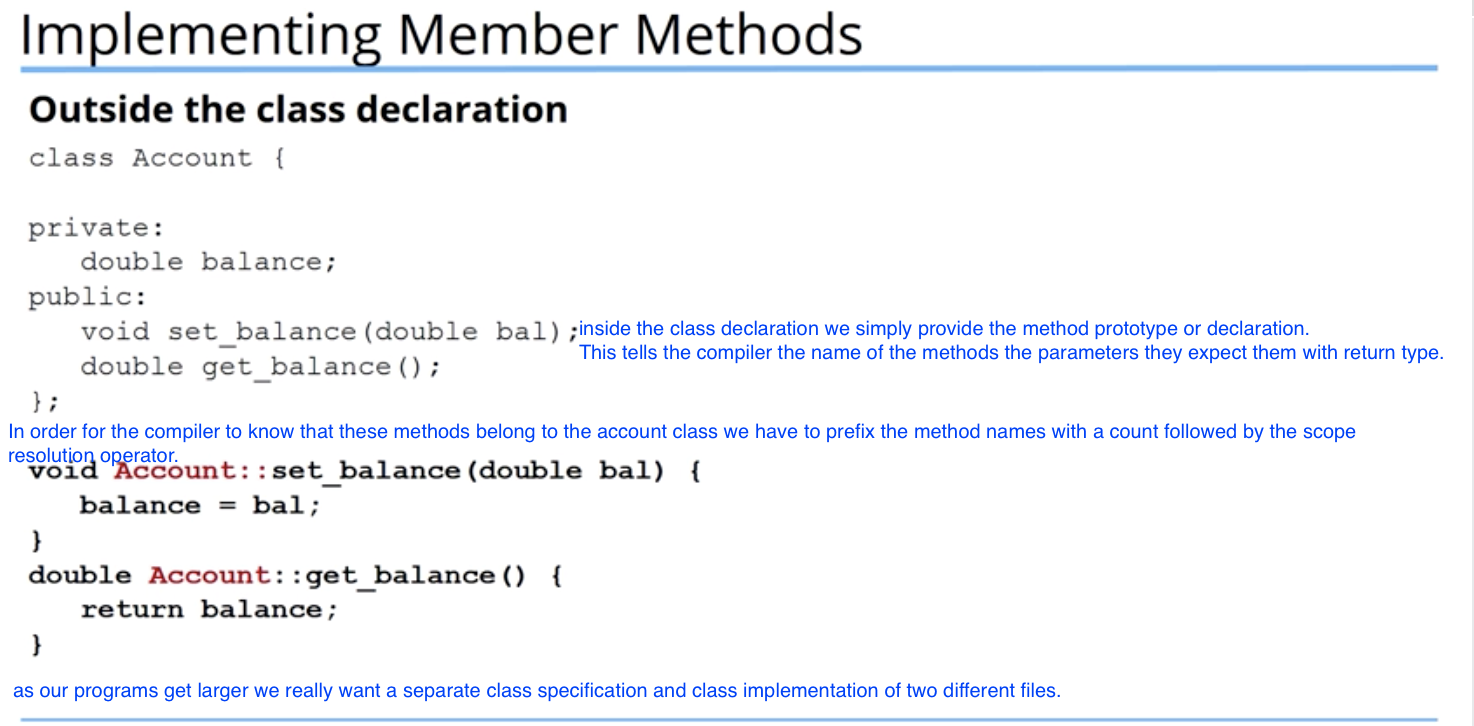 Implementing Member Methods
Outside the class declaration
class Account {
private:
double balance;
public:
void set_balance(double bal);
inside the class declaration we simply provide the method prototype or declaration.
This tells the compiler the name of the methods the parameters they expect them with return type.
double get_balance();
};
In order for the compiler to know that these methods belong to the account class we have to prefix the method names with a count followed by the scope
resolution operator.
void Account::set_balance(double bal) {
balance = bal;
}
double Account::get_balance() {
return balance;
}
as our programs get larger we really want a separate class specification and class implementation of two different files.